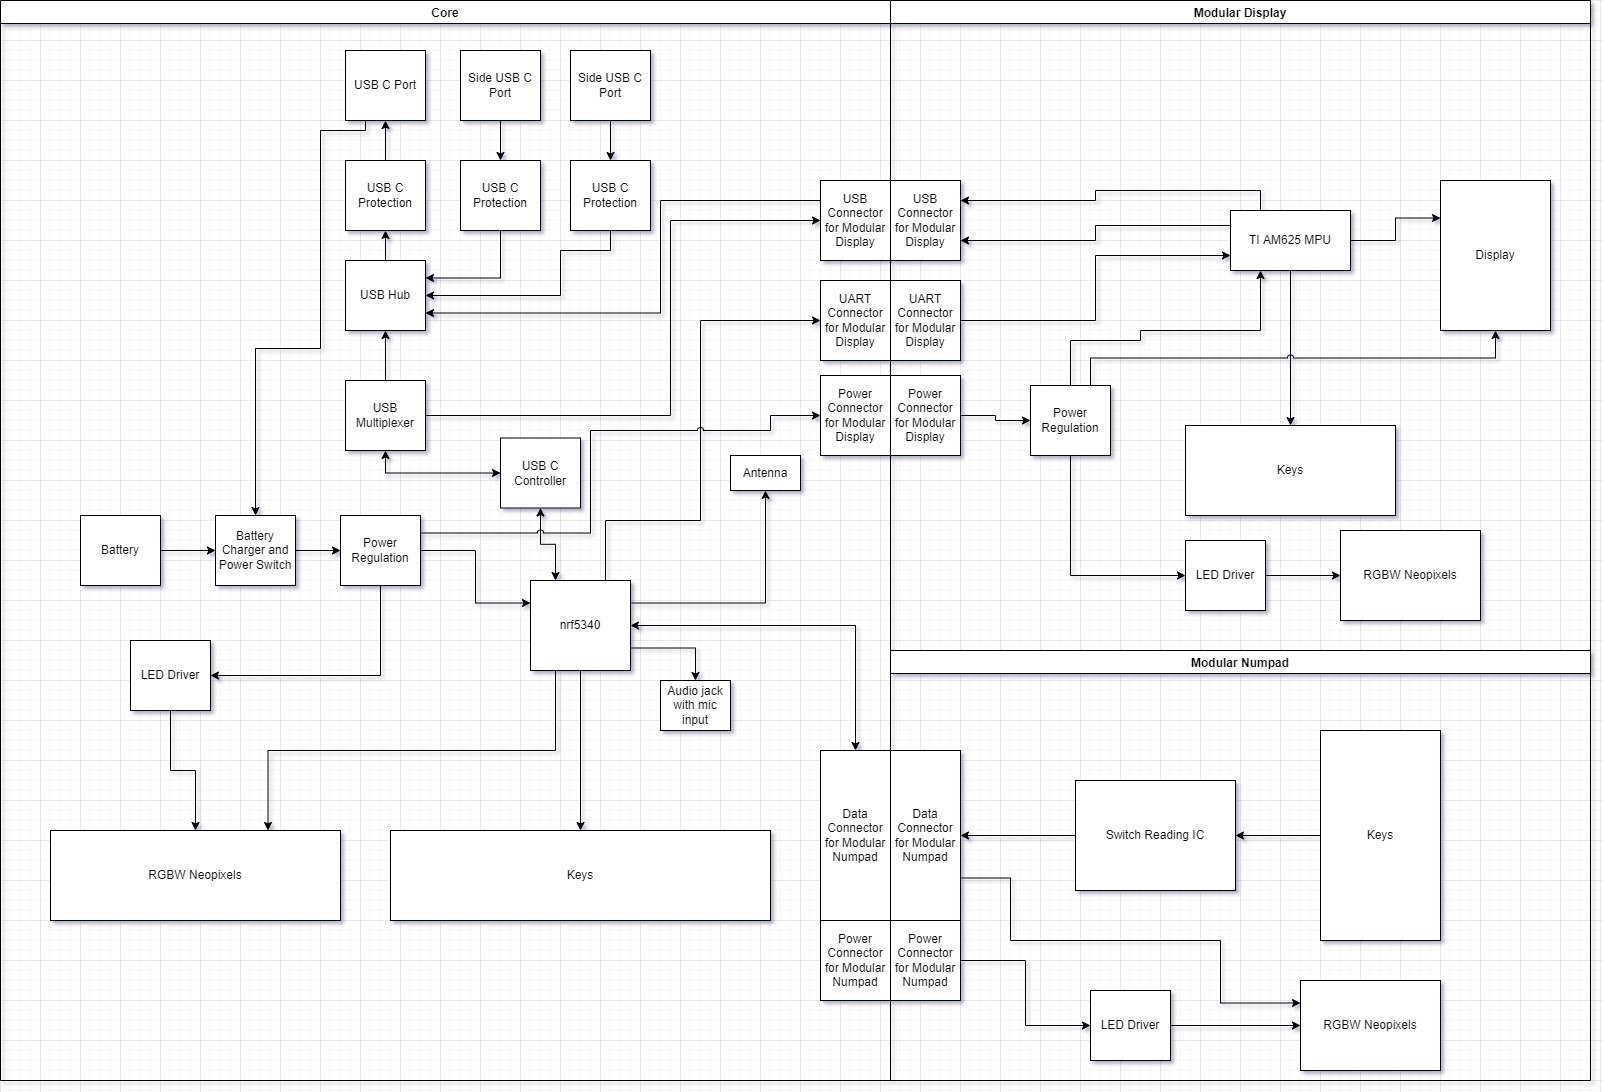 Core
Modular Display
USB C Port
Side USB C
Port
Side USB C
Port
USB C
Protection
USB C
Protection
USB C
Protection
USB Hub
USB
Multiplexer
USB C
Controller
Antenna
Battery
Battery
Charger and
Power Switch
Power
Regulation
nrf5340
LED Driver
Audio jack
with mic
input
RGBW Neopixels
Keys
USB
Connector
for Modular
Display
USB
Connector
for Modular
Display
UART
Connector
for Modular
Display
UART
Connector
for Modular
Display
Power
Connector
for Modular
Display
Power
Connector
for Modular
Display
TI AM625 MPU
Display
Power
Regulation
Keys
LED Driver
RGBW Neopixels
Modular Numpad
Data
Connector
for Modular
Numpad
Data
Connector
for Modular
Numpad
Switch Reading IC
Keys
Power
Connector
for Modular
Numpad
Power
Connector
for Modular
Numpad
LED Driver
RGBW Neopixels